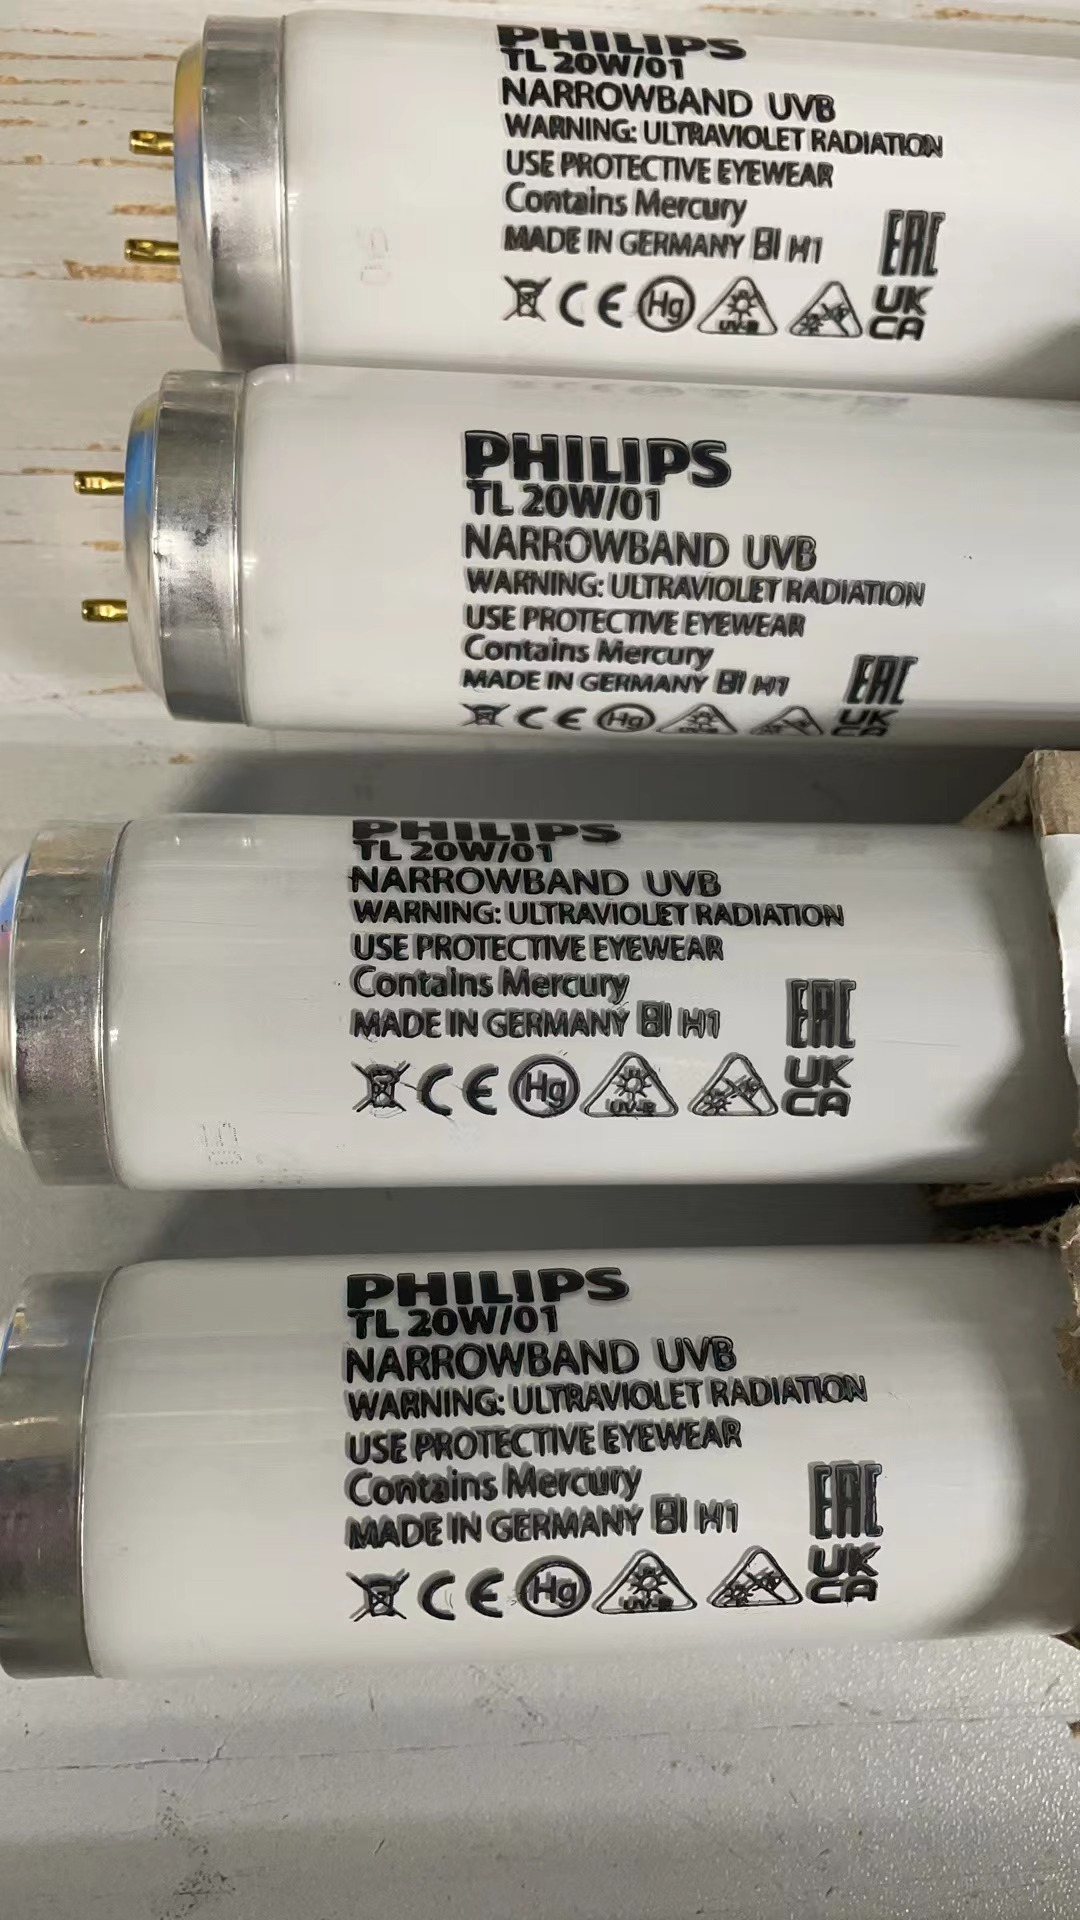 PHILIPS
TL 20W/01
NARROWBAND UVB
WARNING: ULTRAVIOLET RADIATION
USE PROTECTIVE EYEWEAR
Contains Mercury
MADE IN GERMANY H1
EAC
CE Hg UV-B UK
CA
PHILIPS
TL 20W/01
NARROWBAND UVB
WARNING: ULTRAVIOLET RADIATION
USE PROTECTIVE EYEWEAR
Contains Mercury
MADE IN GERMANY H1
EAC
CE Hg UK
CA
PHILIPS
TL 20W/01
NARROWBAND UVB
WARNING: ULTRAVIOLET RADIATION
USE PROTECTIVE EYEWEAR
Contains Mercury
MADE IN GERMANY H1
EAC
CE Hg UV-B UK
CA
PHILIPS
TL 20W/01
NARROWBAND UVB
WARNING: ULTRAVIOLET RADIATION
USE PROTECTIVE EYEWEAR
Contains Mercury
MADE IN GERMANY H1
EAC
CE Hg UV-B UK
CA